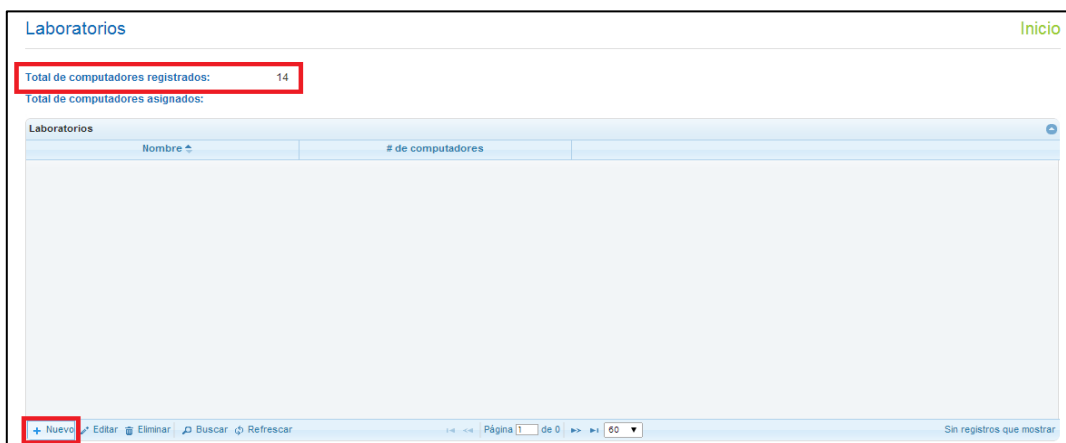 Laboratorios Inicio
Total de computadores registrados: 14
Total de computadores asignados:
Laboratorios
Nombre # de computadores
Nuevo Editar Eliminar Buscar Refrescar Página 1 de 0 60 Sin registros que mostrar